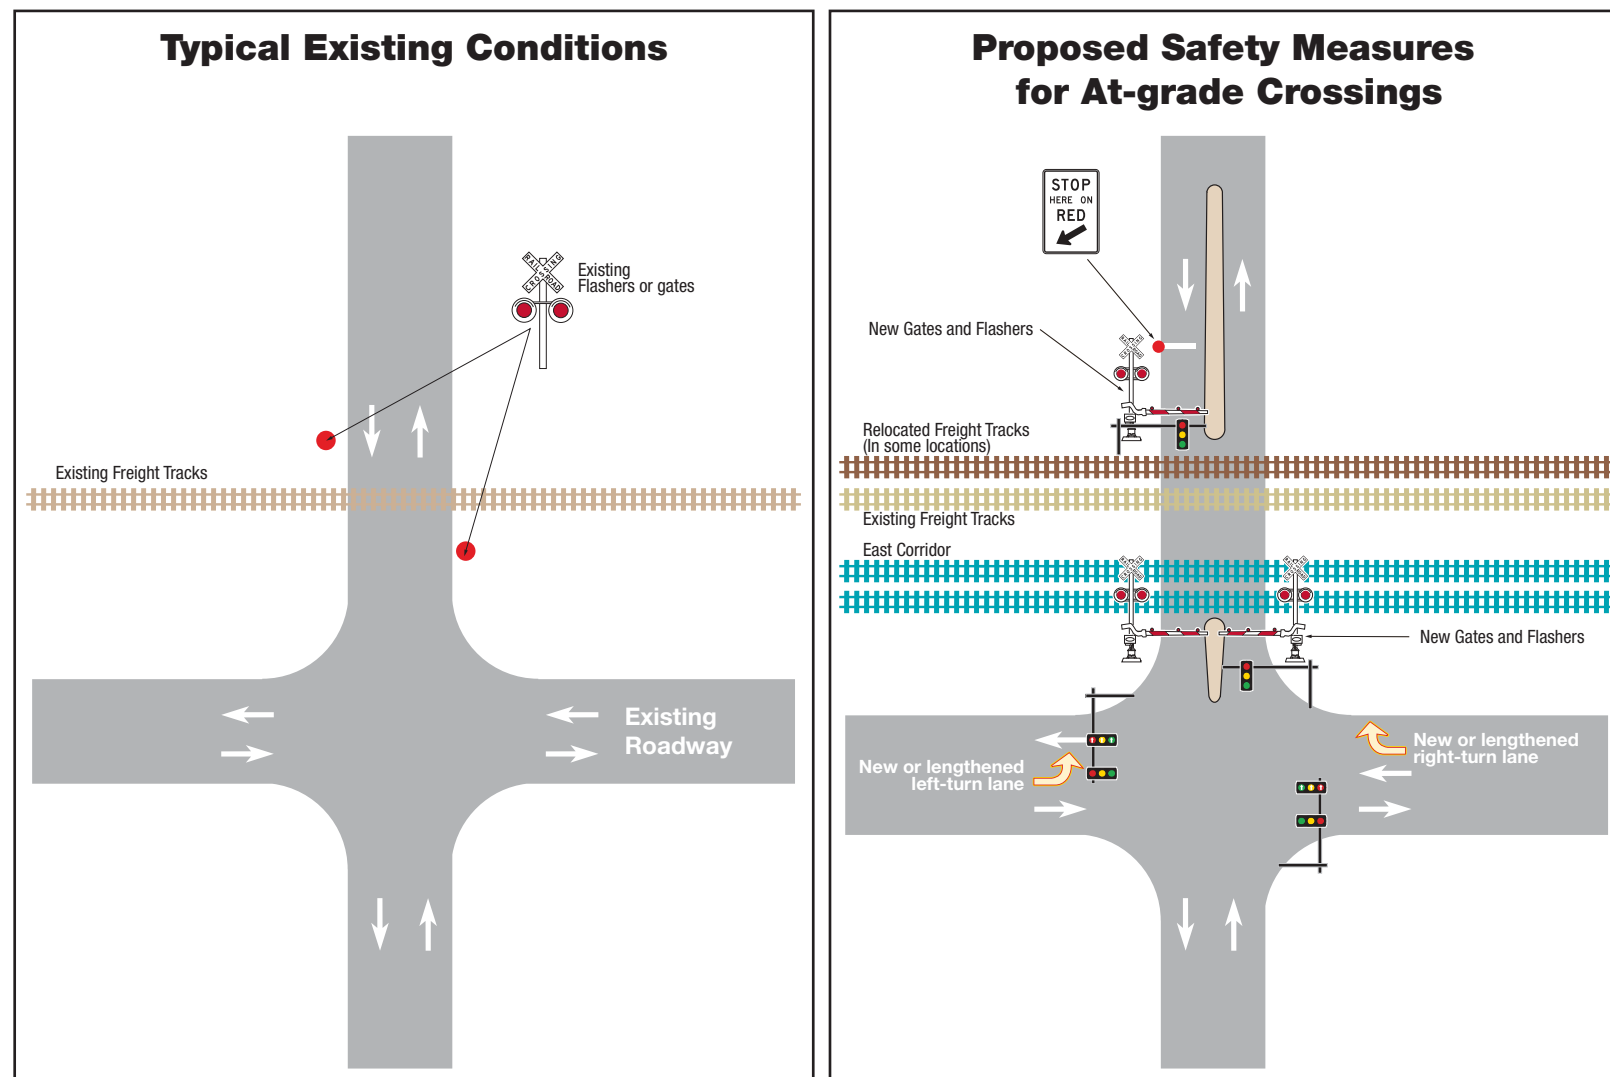 Typical Existing Conditions
RAILROAD
CROSSING
Existing
Flashers or gates
Existing Freight Tracks
Existing
Roadway
Proposed Safety Measures
for At-grade Crossings
STOP
HERE ON
RED
New Gates and Flashers
Relocated Freight Tracks
(In some locations)
Existing Freight Tracks
East Corridor
New Gates and Flashers
New or lengthened
left-turn lane
New or lengthened
right-turn lane